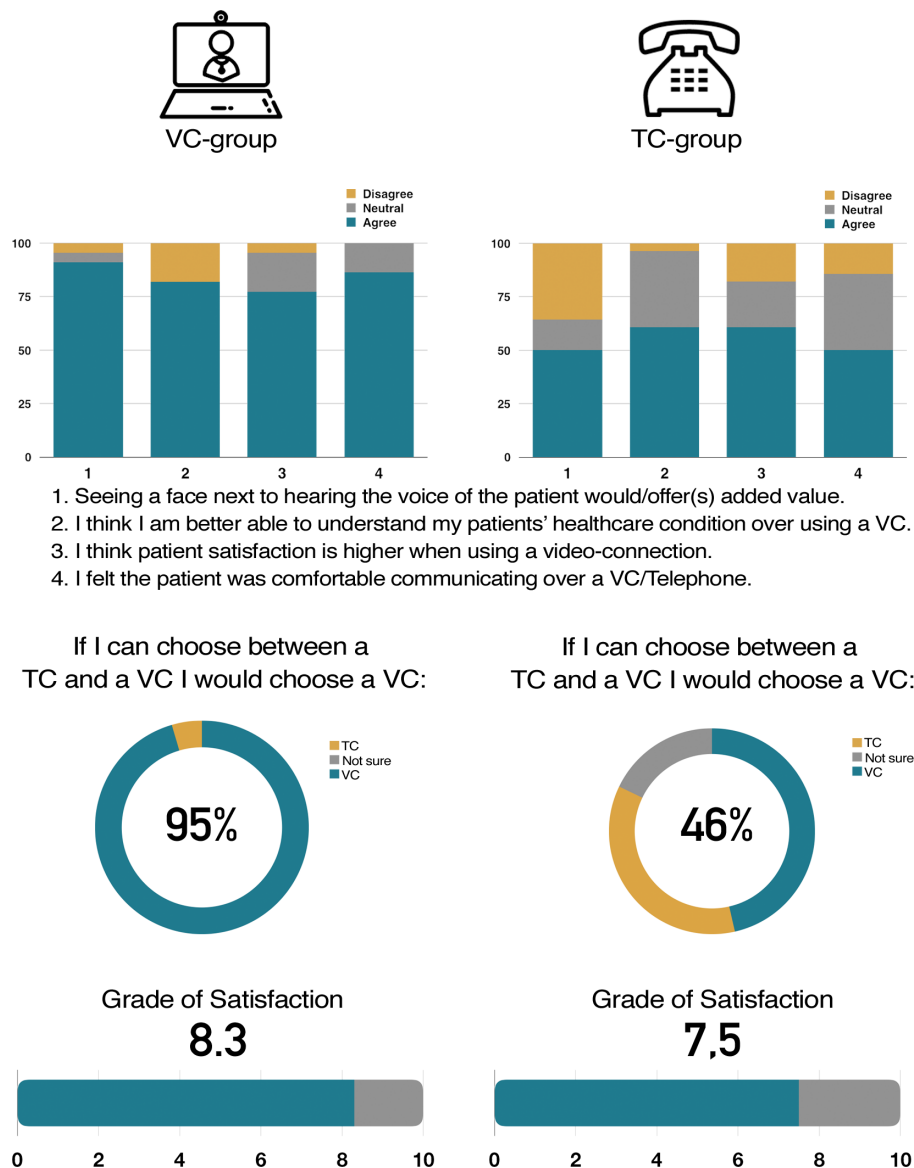 VC-group
TC-group
Disagree
Neutral
Agree
Disagree
Neutral
Agree
100
75
50
25
0
1 2 3 4
100
75
50
25
0
1 2 3 4
1. Seeing a face next to hearing the voice of the patient would/offer(s) added value.
2. I think I am better able to understand my patients’ healthcare condition over using a VC.
3. I think patient satisfaction is higher when using a video-connection.
4. I felt the patient was comfortable communicating over a VC/Telephone.
If I can choose between a
TC and a VC I would choose a VC:
If I can choose between a
TC and a VC I would choose a VC:
TC
Not sure
VC
95%
TC
Not sure
VC
46%
Grade of Satisfaction
8.3
0 2 4 6 8 10
Grade of Satisfaction
7,5
0 2 4 6 8 10